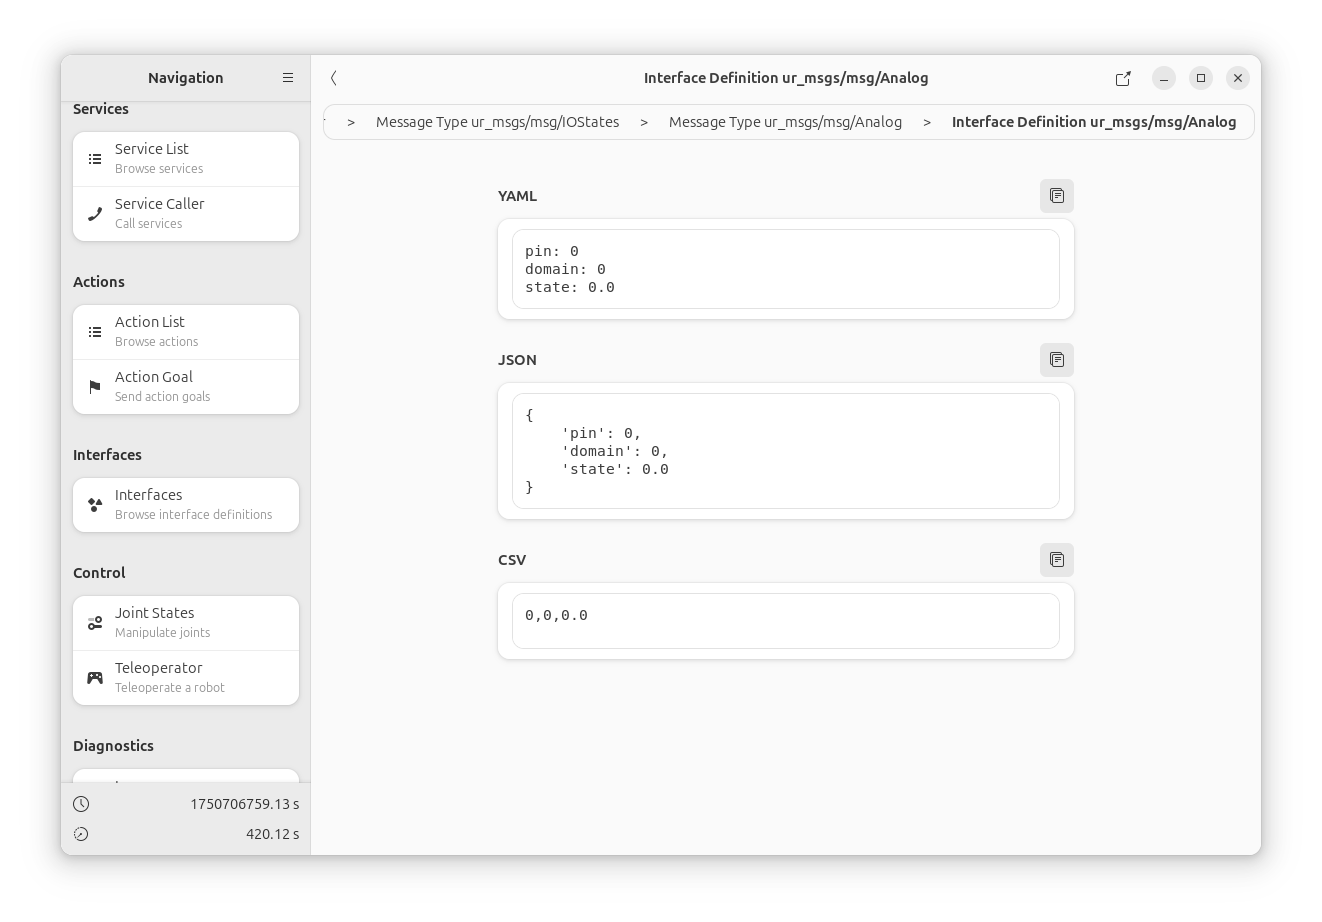 Navigation
Services
Service List
Browse services
Service Caller
Call services
Actions
Action List
Browse actions
Action Goal
Send action goals
Interfaces
Interfaces
Browse interface definitions
Control
Joint States
Manipulate joints
Teleoperator
Teleoperate a robot
Diagnostics
1750706759.13 s
420.12 s
Interface Definition ur_msgs/msg/Analog
> Message Type ur_msgs/msg/IOStates > Message Type ur_msgs/msg/Analog > Interface Definition ur_msgs/msg/Analog
YAML
pin: 0
domain: 0
state: 0.0
JSON
{
    'pin': 0,
    'domain': 0,
    'state': 0.0
}
CSV
0,0,0.0